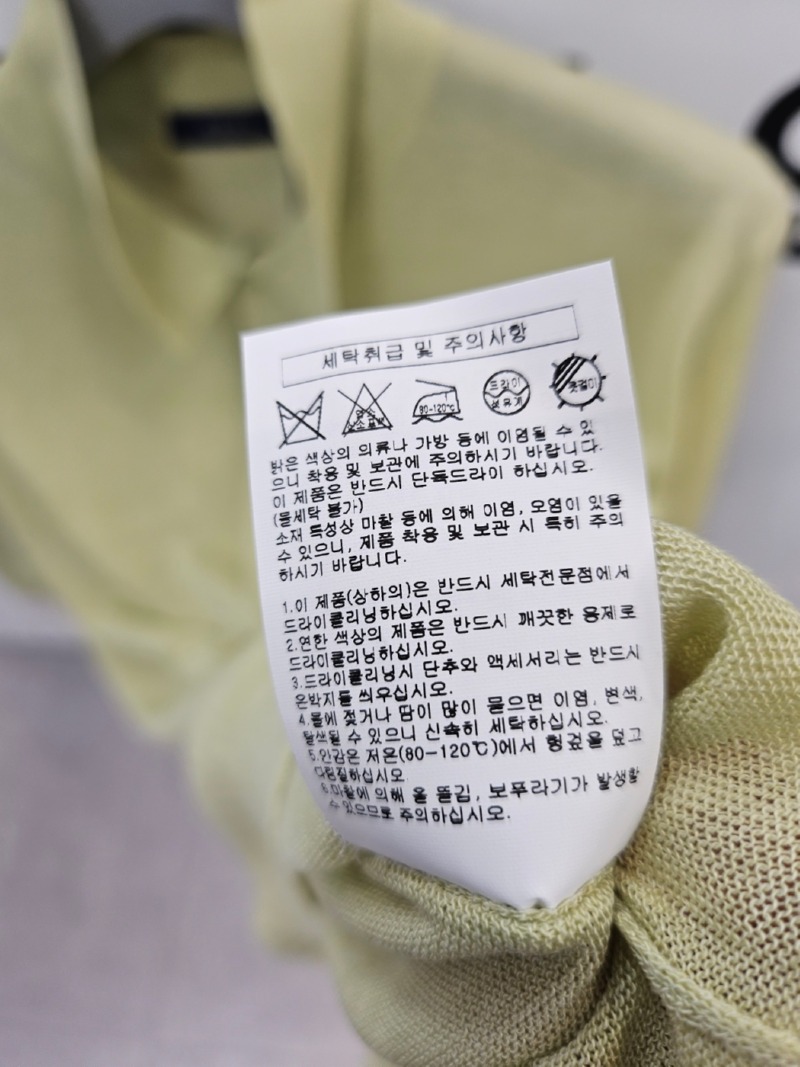 세탁취급 및 주의사항
염소
산소표백
80-120℃
드라이
석유계
옷걸이
밝은 색상의 의류나 가방 등에 이염될 수 있
으니 착용 및 보관에 주의하시기 바랍니다.
이 제품은 반드시 단독드라이 하십시오.
(물세탁 불가)
소재 특성상 마찰 등에 의해 이염, 오염이 있을
수 있으니, 제품 착용 및 보관 시 특히 주의
하시기 바랍니다.
1.이 제품(상하의)은 반드시 세탁전문점에서
드라이클리닝하십시오.
2.연한 색상의 제품은 반드시 깨끗한 용제로
드라이클리닝하십시오.
3.드라이클리닝시 단추와 액세서리는 반드시
은박지를 씌우십시오.
4.물에 젖거나 땀이 많이 묻으면 이염, 변색,
탈색될 수 있으니 신속히 세탁하십시오.
5.안감은 저온(80-120℃)에서 헝겊을 덮고
다림질하십시오
6.마찰에 의해 올 뜯김, 보푸라기가 발생할
수 있으므로 주의하십시오.